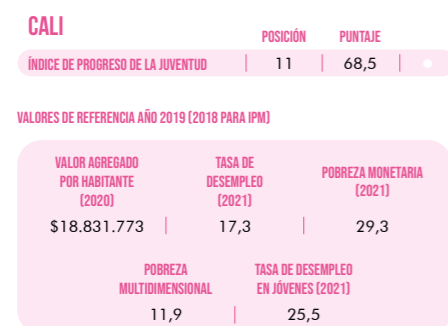 CALI
POSICIÓN PUNTAJE
ÍNDICE DE PROGRESO DE LA JUVENTUD 11 68,5
VALORES DE REFERENCIA AÑO 2019 (2018 PARA IPM)
VALOR AGREGADO
POR HABITANTE
(2020)
$18.831.773
TASA DE
DESEMPLEO
(2021)
17,3
POBREZA MONETARIA
(2021)
29,3
POBREZA
MULTIDIMENSIONAL
11,9
TASA DE DESEMPLEO
EN JÓVENES (2021)
25,5